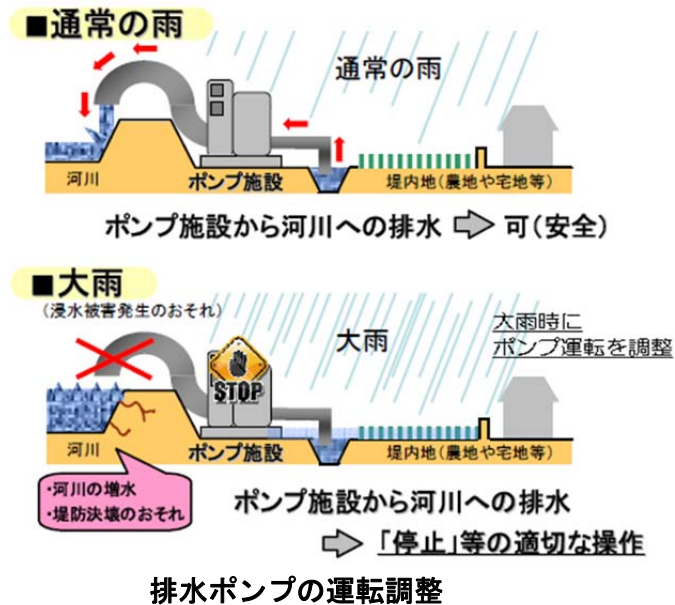 ■通常の雨
通常の雨
河川
ポンプ施設
堤内地(農地や宅地等)
ポンプ施設から河川への排水 ⇨ 可(安全)
■大雨
(浸水被害発生のおそれ)
大雨
大雨時に
ポンプ運転を調整
STOP
河川
ポンプ施設
堤内地(農地や宅地等)
・河川の増水
・堤防決壊のおそれ
ポンプ施設から河川への排水
⇨ 「停止」等の適切な操作
排水ポンプの運転調整